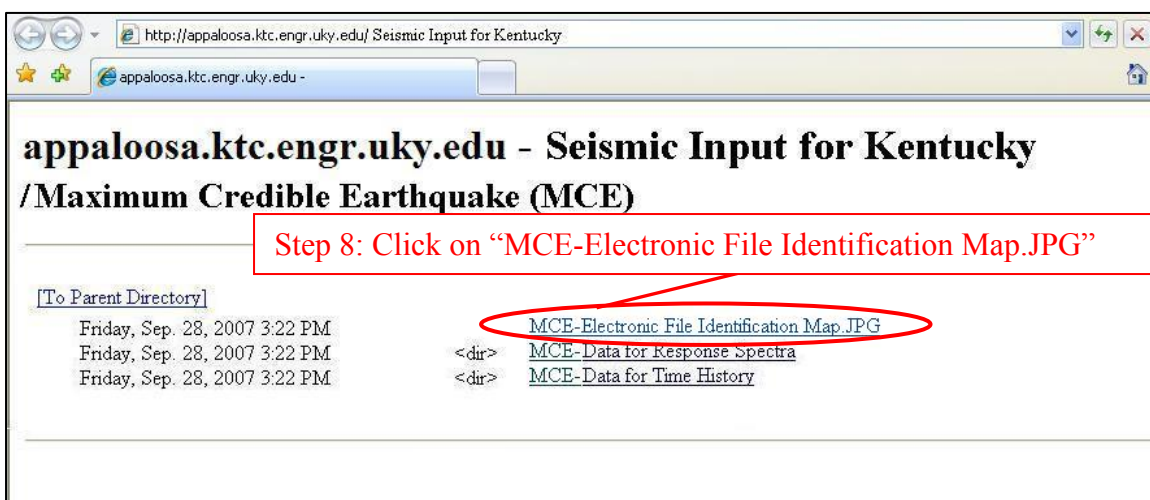 http://appaloosa.ktc.engr.uky.edu/ Seismic Input for Kentucky
appaloosa.ktc.engr.uky.edu -
appaloosa.ktc.engr.uky.edu - Seismic Input for Kentucky
/Maximum Credible Earthquake (MCE)
Step 8: Click on “MCE-Electronic File Identification Map.JPG”
[To Parent Directory]
Friday, Sep. 28, 2007 3:22 PM MCE-Electronic File Identification Map.JPG
Friday, Sep. 28, 2007 3:22 PM <dir> MCE-Data for Response Spectra
Friday, Sep. 28, 2007 3:22 PM <dir> MCE-Data for Time History